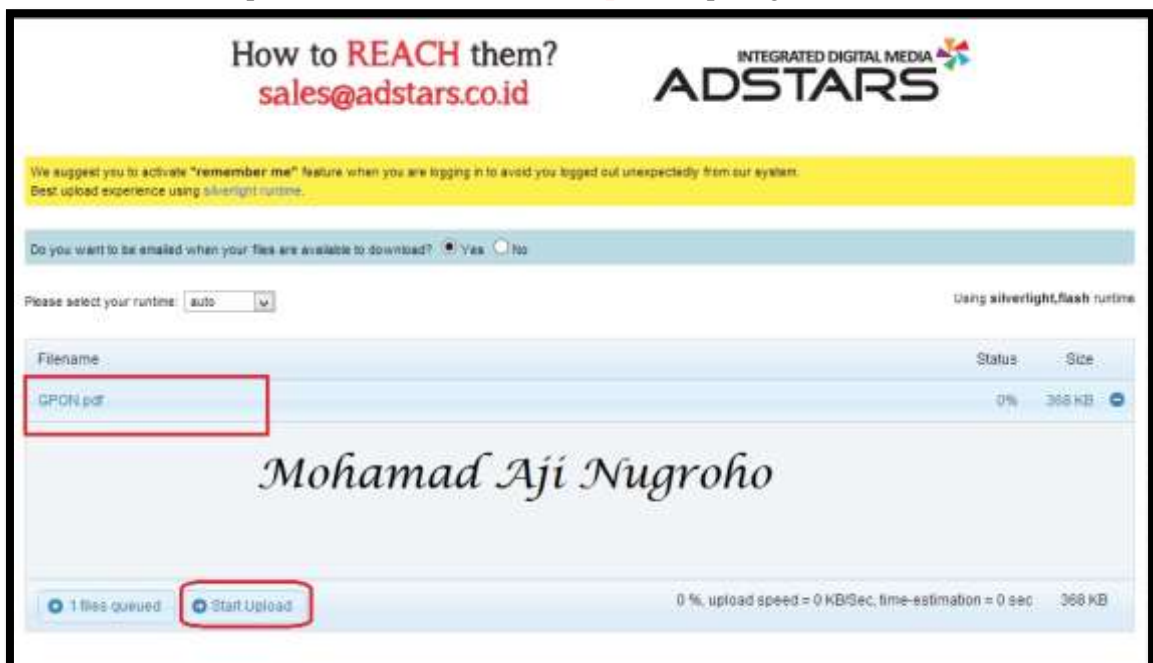 How to REACH them?
sales@adstars.co.id
INTEGRATED DIGITAL MEDIA
ADSTARS
We suggest you to activate "remember me" feature when you are logging in to avoid you logged out unexpectedly from our system.
Best upload experience using silverlight runtime.
Do you want to be emailed when your files are available to download? Yes No
Please select your runtime: auto
Using silverlight,flash runtime
Filename Status Size
GPON.pdf 0% 368 KB
Mohamad Aji Nugroho
1 files queued Start Upload 0 %, upload speed = 0 KB/Sec, time-estimation = 0 sec 368 KB